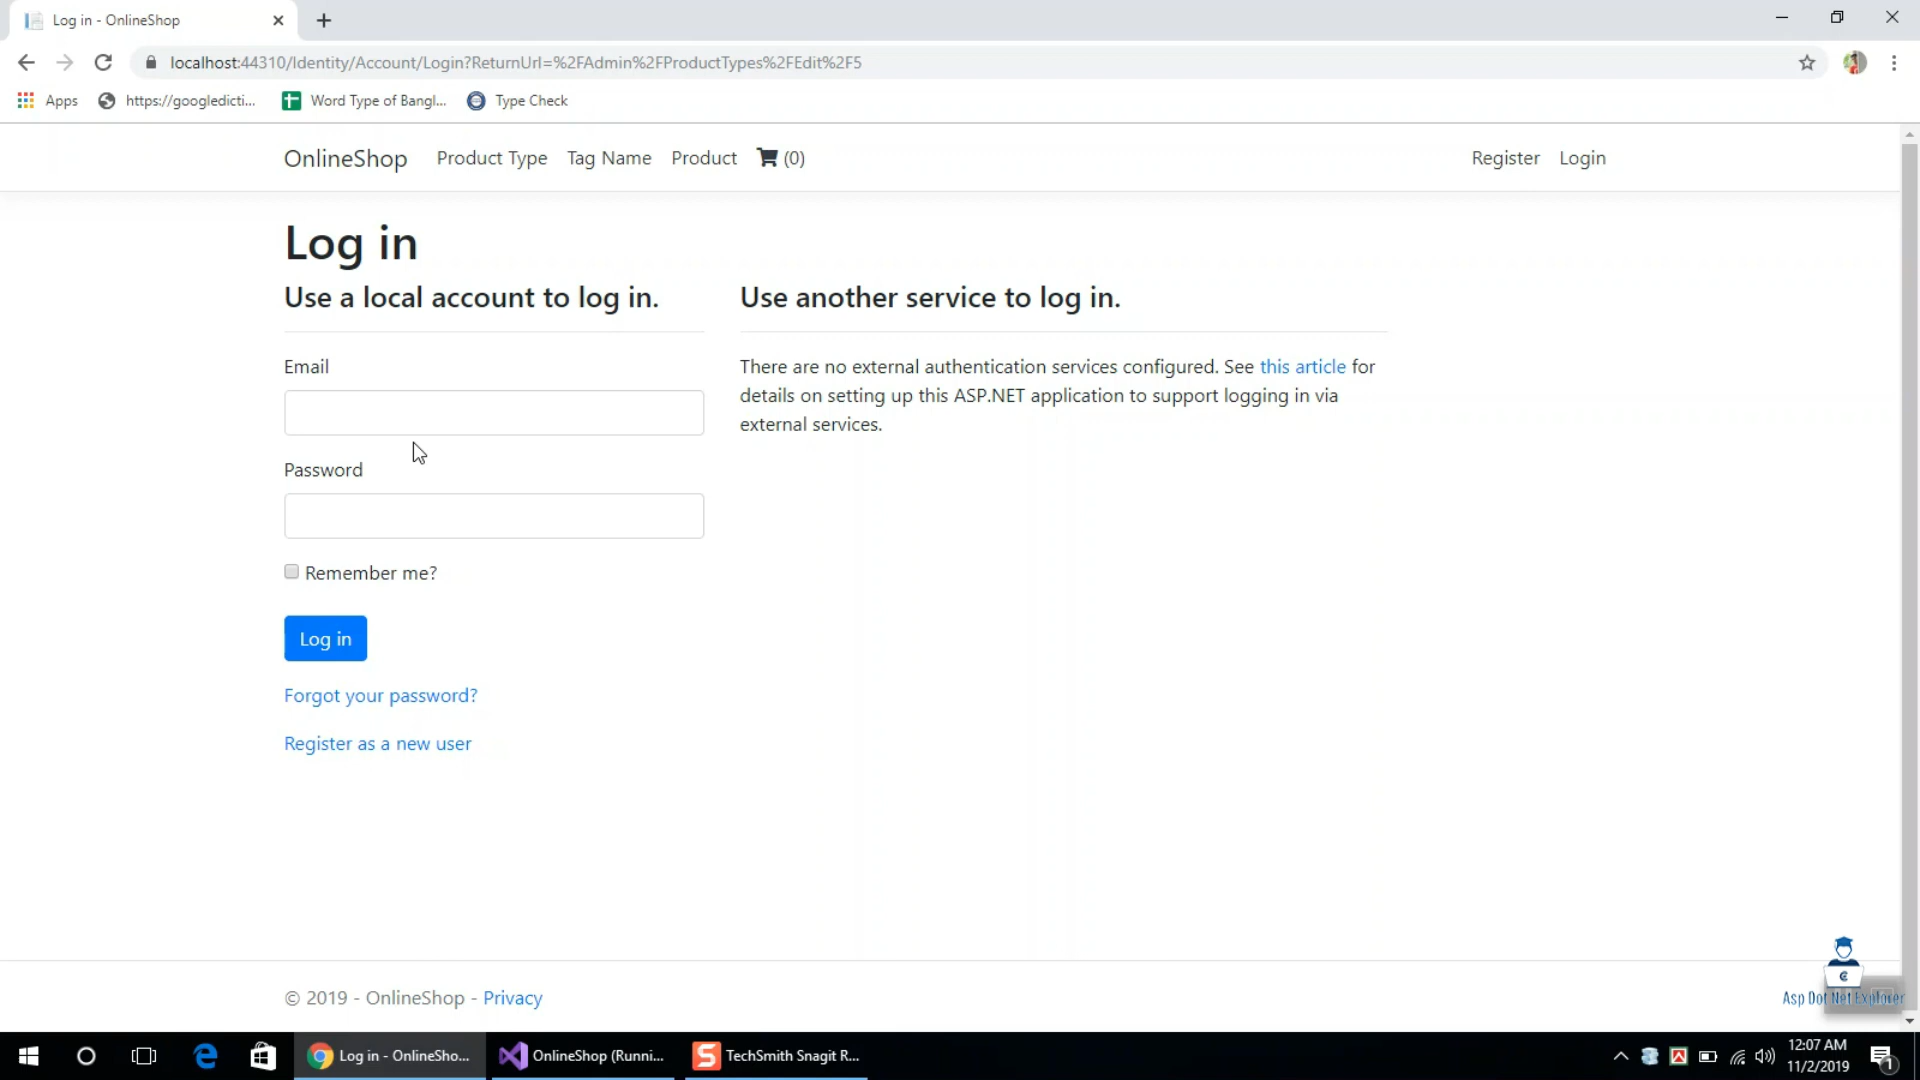 Log in - OnlineShop
localhost:44310/Identity/Account/Login?ReturnUrl=%2FAdmin%2FProductTypes%2FEdit%2F5
Apps https://googledicti... Word Type of Bangl... Type Check
OnlineShop Product Type Tag Name Product (0) Register Login
Log in
Use a local account to log in.
Use another service to log in.
Email
There are no external authentication services configured. See this article for
details on setting up this ASP.NET application to support logging in via
external services.
Password
Remember me?
Log in
Forgot your password?
Register as a new user
© 2019 - OnlineShop - Privacy
Asp Dot Net Explorer
Log in - OnlineSho... OnlineShop (Runni... TechSmith Snagit R...
12:07 AM
11/2/2019
1